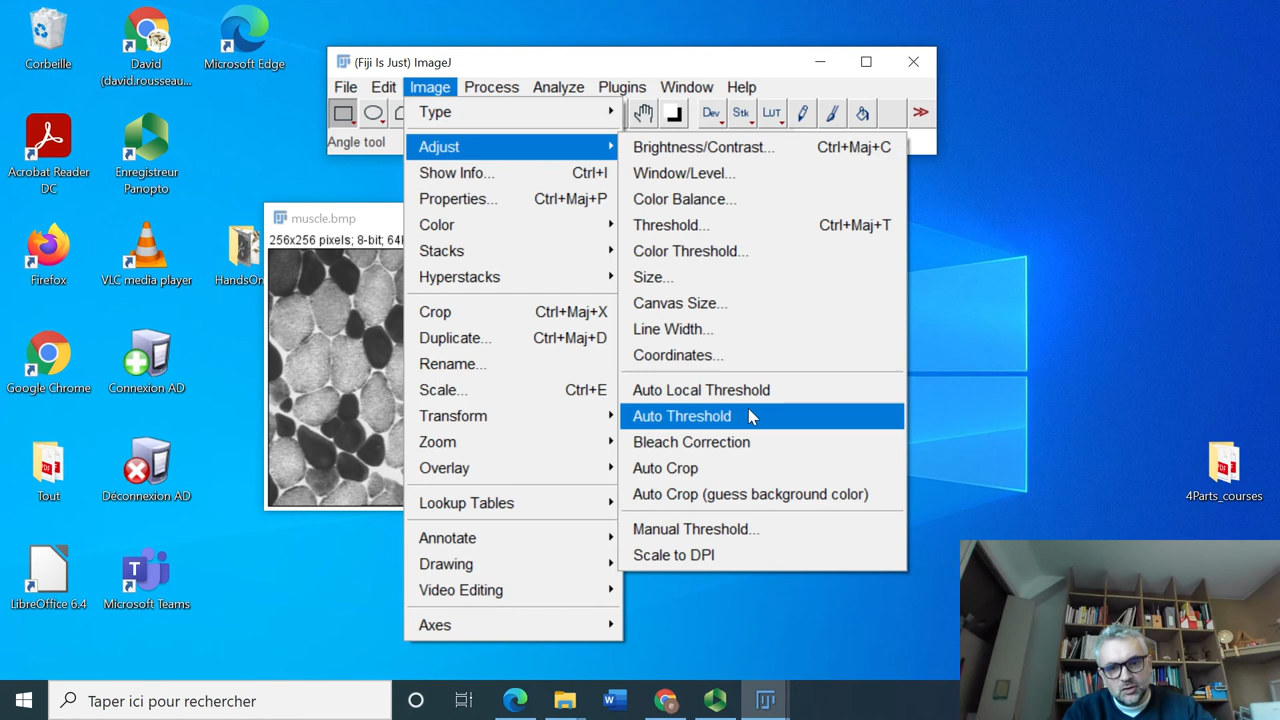 Corbeille
David
(david.rousseau...
Microsoft Edge
Acrobat Reader
DC
Enregistreur
Panopto
Firefox
VLC media player
HandsOn
Google Chrome
Connexion AD
Tout
Déconnexion AD
LibreOffice 6.4
Microsoft Teams
4Parts_courses
(Fiji Is Just) ImageJ
File Edit Image Process Analyze Plugins Window Help
Dev Stk LUT
Angle tool
muscle.bmp
256x256 pixels; 8-bit; 64
Type
Adjust
Show Info... Ctrl+I
Properties... Ctrl+Maj+P
Color
Stacks
Hyperstacks
Crop Ctrl+Maj+X
Duplicate... Ctrl+Maj+D
Rename...
Scale... Ctrl+E
Transform
Zoom
Overlay
Lookup Tables
Annotate
Drawing
Video Editing
Axes
Brightness/Contrast... Ctrl+Maj+C
Window/Level...
Color Balance...
Threshold... Ctrl+Maj+T
Color Threshold...
Size...
Canvas Size...
Line Width...
Coordinates...
Auto Local Threshold
Auto Threshold
Bleach Correction
Auto Crop
Auto Crop (guess background color)
Manual Threshold...
Scale to DPI
Taper ici pour rechercher